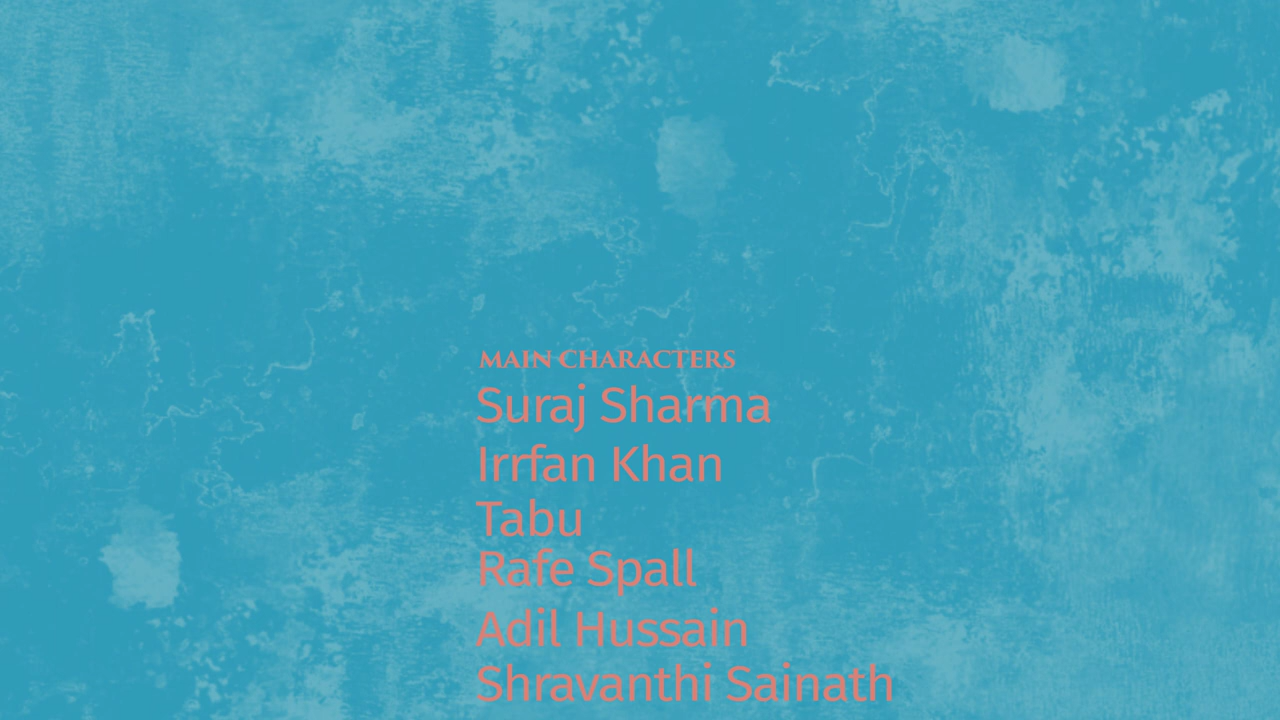 MAIN CHARACTERS
Suraj Sharma
Irrfan Khan
Tabu
Rafe Spall
Adil Hussain
Shravanthi Sainath